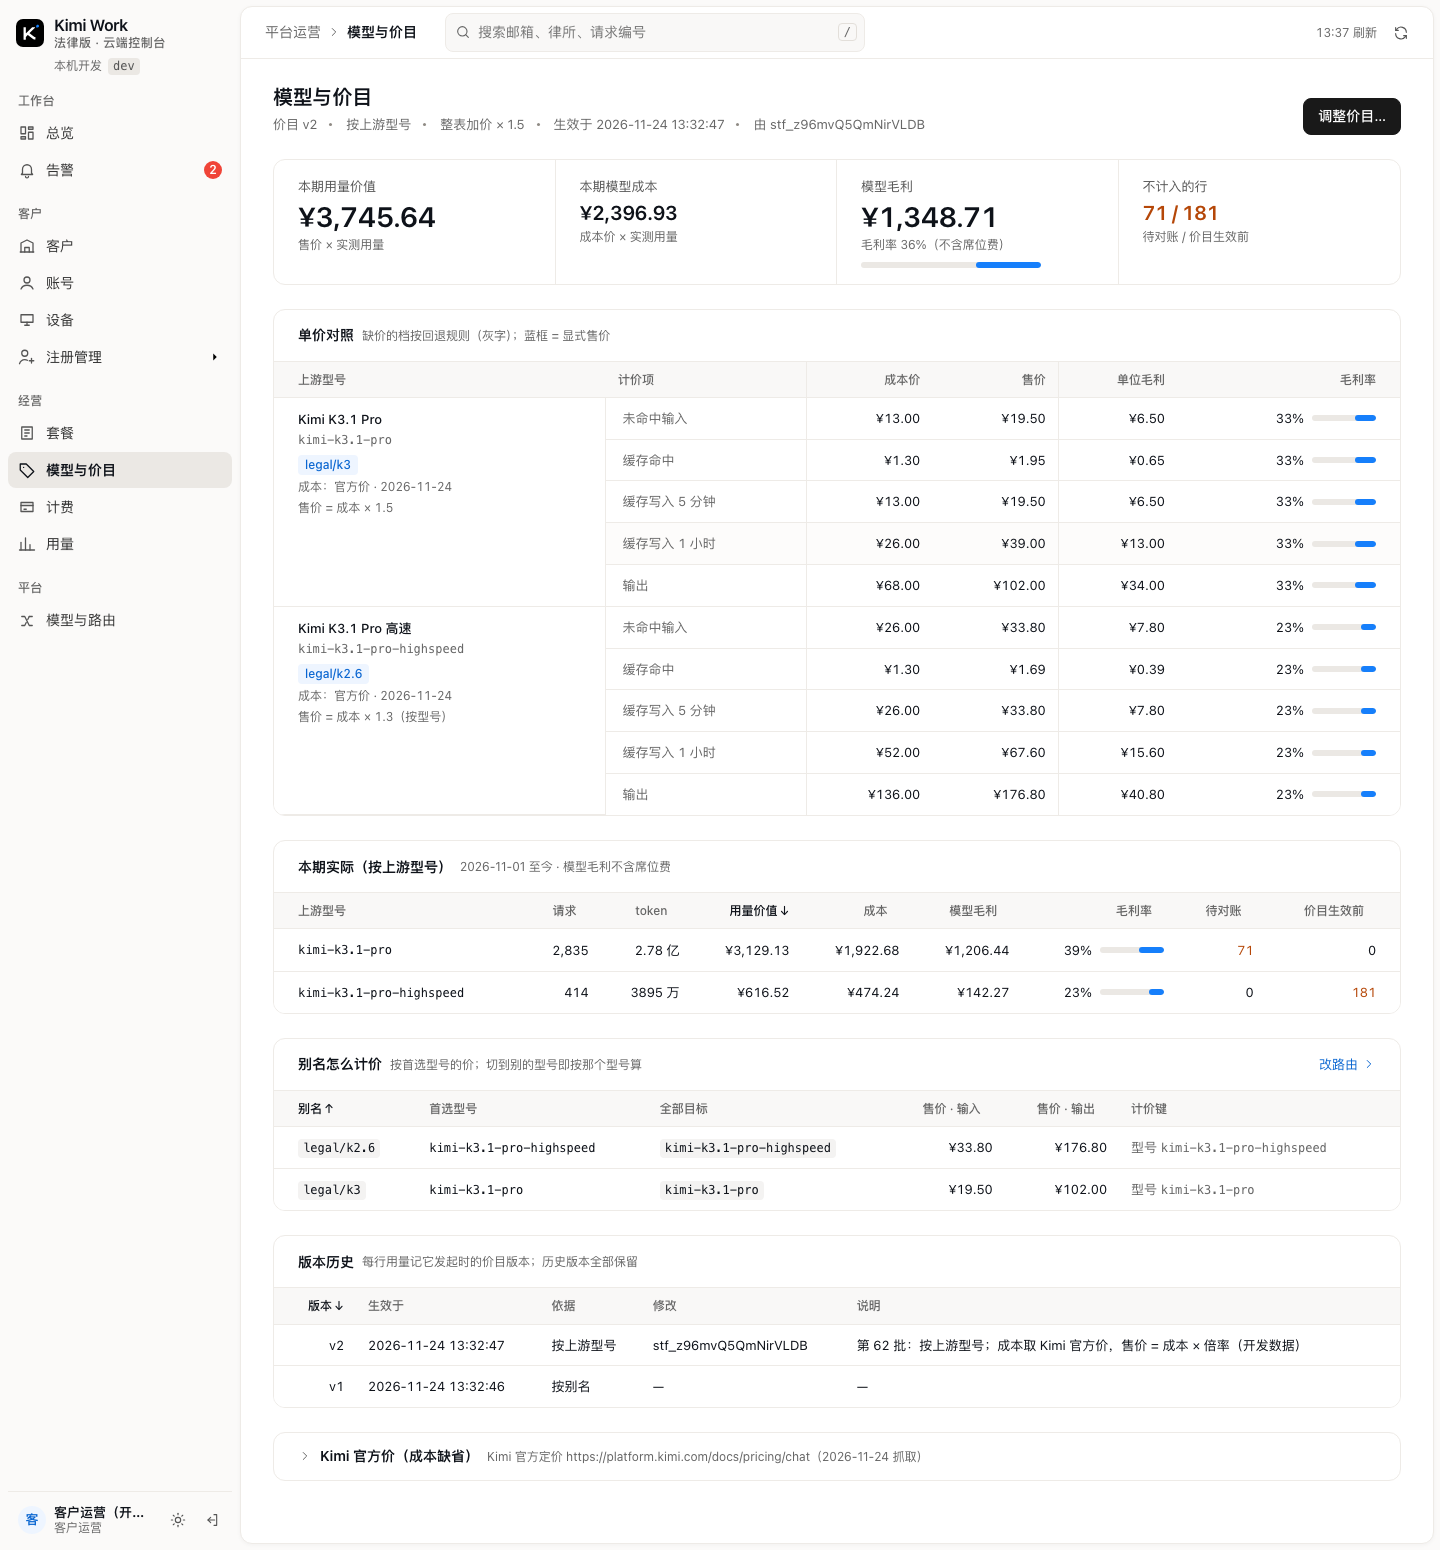 Kimi Work
法律版 · 云端控制台
本机开发 dev
工作台
总览
告警 2
客户
客户
账号
设备
注册管理
经营
套餐
模型与价目
计费
用量
平台
模型与路由
客 客户运营（开...
客户运营
平台运营 > 模型与价目
搜索邮箱、律所、请求编号 /
13:37 刷新
模型与价目
价目 v2 • 按上游型号 • 整表加价 × 1.5 • 生效于 2026-11-24 13:32:47 • 由 stf_z96mvQ5QmNirVLDB
调整价目...
本期用量价值
¥3,745.64
售价 × 实测用量
本期模型成本
¥2,396.93
成本价 × 实测用量
模型毛利
¥1,348.71
毛利率 36%（不含席位费）
不计入的行
71 / 181
待对账 / 价目生效前
单价对照 缺价的档按回退规则（灰字）；蓝框 = 显式售价
上游型号 计价项 成本价 售价 单位毛利 毛利率
Kimi K3.1 Pro
kimi-k3.1-pro
legal/k3
成本：官方价 · 2026-11-24
售价 = 成本 × 1.5
未命中输入 ¥13.00 ¥19.50 ¥6.50 33%
缓存命中 ¥1.30 ¥1.95 ¥0.65 33%
缓存写入 5 分钟 ¥13.00 ¥19.50 ¥6.50 33%
缓存写入 1 小时 ¥26.00 ¥39.00 ¥13.00 33%
输出 ¥68.00 ¥102.00 ¥34.00 33%
Kimi K3.1 Pro 高速
kimi-k3.1-pro-highspeed
legal/k2.6
成本：官方价 · 2026-11-24
售价 = 成本 × 1.3（按型号）
未命中输入 ¥26.00 ¥33.80 ¥7.80 23%
缓存命中 ¥1.30 ¥1.69 ¥0.39 23%
缓存写入 5 分钟 ¥26.00 ¥33.80 ¥7.80 23%
缓存写入 1 小时 ¥52.00 ¥67.60 ¥15.60 23%
输出 ¥136.00 ¥176.80 ¥40.80 23%
本期实际（按上游型号） 2026-11-01 至今 · 模型毛利不含席位费
上游型号 请求 token 用量价值↓ 成本 模型毛利 毛利率 待对账 价目生效前
kimi-k3.1-pro 2,835 2.78 亿 ¥3,129.13 ¥1,922.68 ¥1,206.44 39% 71 0
kimi-k3.1-pro-highspeed 414 3895 万 ¥616.52 ¥474.24 ¥142.27 23% 0 181
别名怎么计价 按首选型号的价；切到别的型号即按那个型号算 改路由 >
别名↑ 首选型号 全部目标 售价 · 输入 售价 · 输出 计价键
legal/k2.6 kimi-k3.1-pro-highspeed kimi-k3.1-pro-highspeed ¥33.80 ¥176.80 型号 kimi-k3.1-pro-highspeed
legal/k3 kimi-k3.1-pro kimi-k3.1-pro ¥19.50 ¥102.00 型号 kimi-k3.1-pro
版本历史 每行用量记它发起时的价目版本；历史版本全部保留
版本↓ 生效于 依据 修改 说明
v2 2026-11-24 13:32:47 按上游型号 stf_z96mvQ5QmNirVLDB 第 62 批：按上游型号；成本取 Kimi 官方价，售价 = 成本 × 倍率（开发数据）
v1 2026-11-24 13:32:46 按别名 — —
> Kimi 官方价（成本缺省） Kimi 官方定价 https://platform.kimi.com/docs/pricing/chat（2026-11-24 抓取）